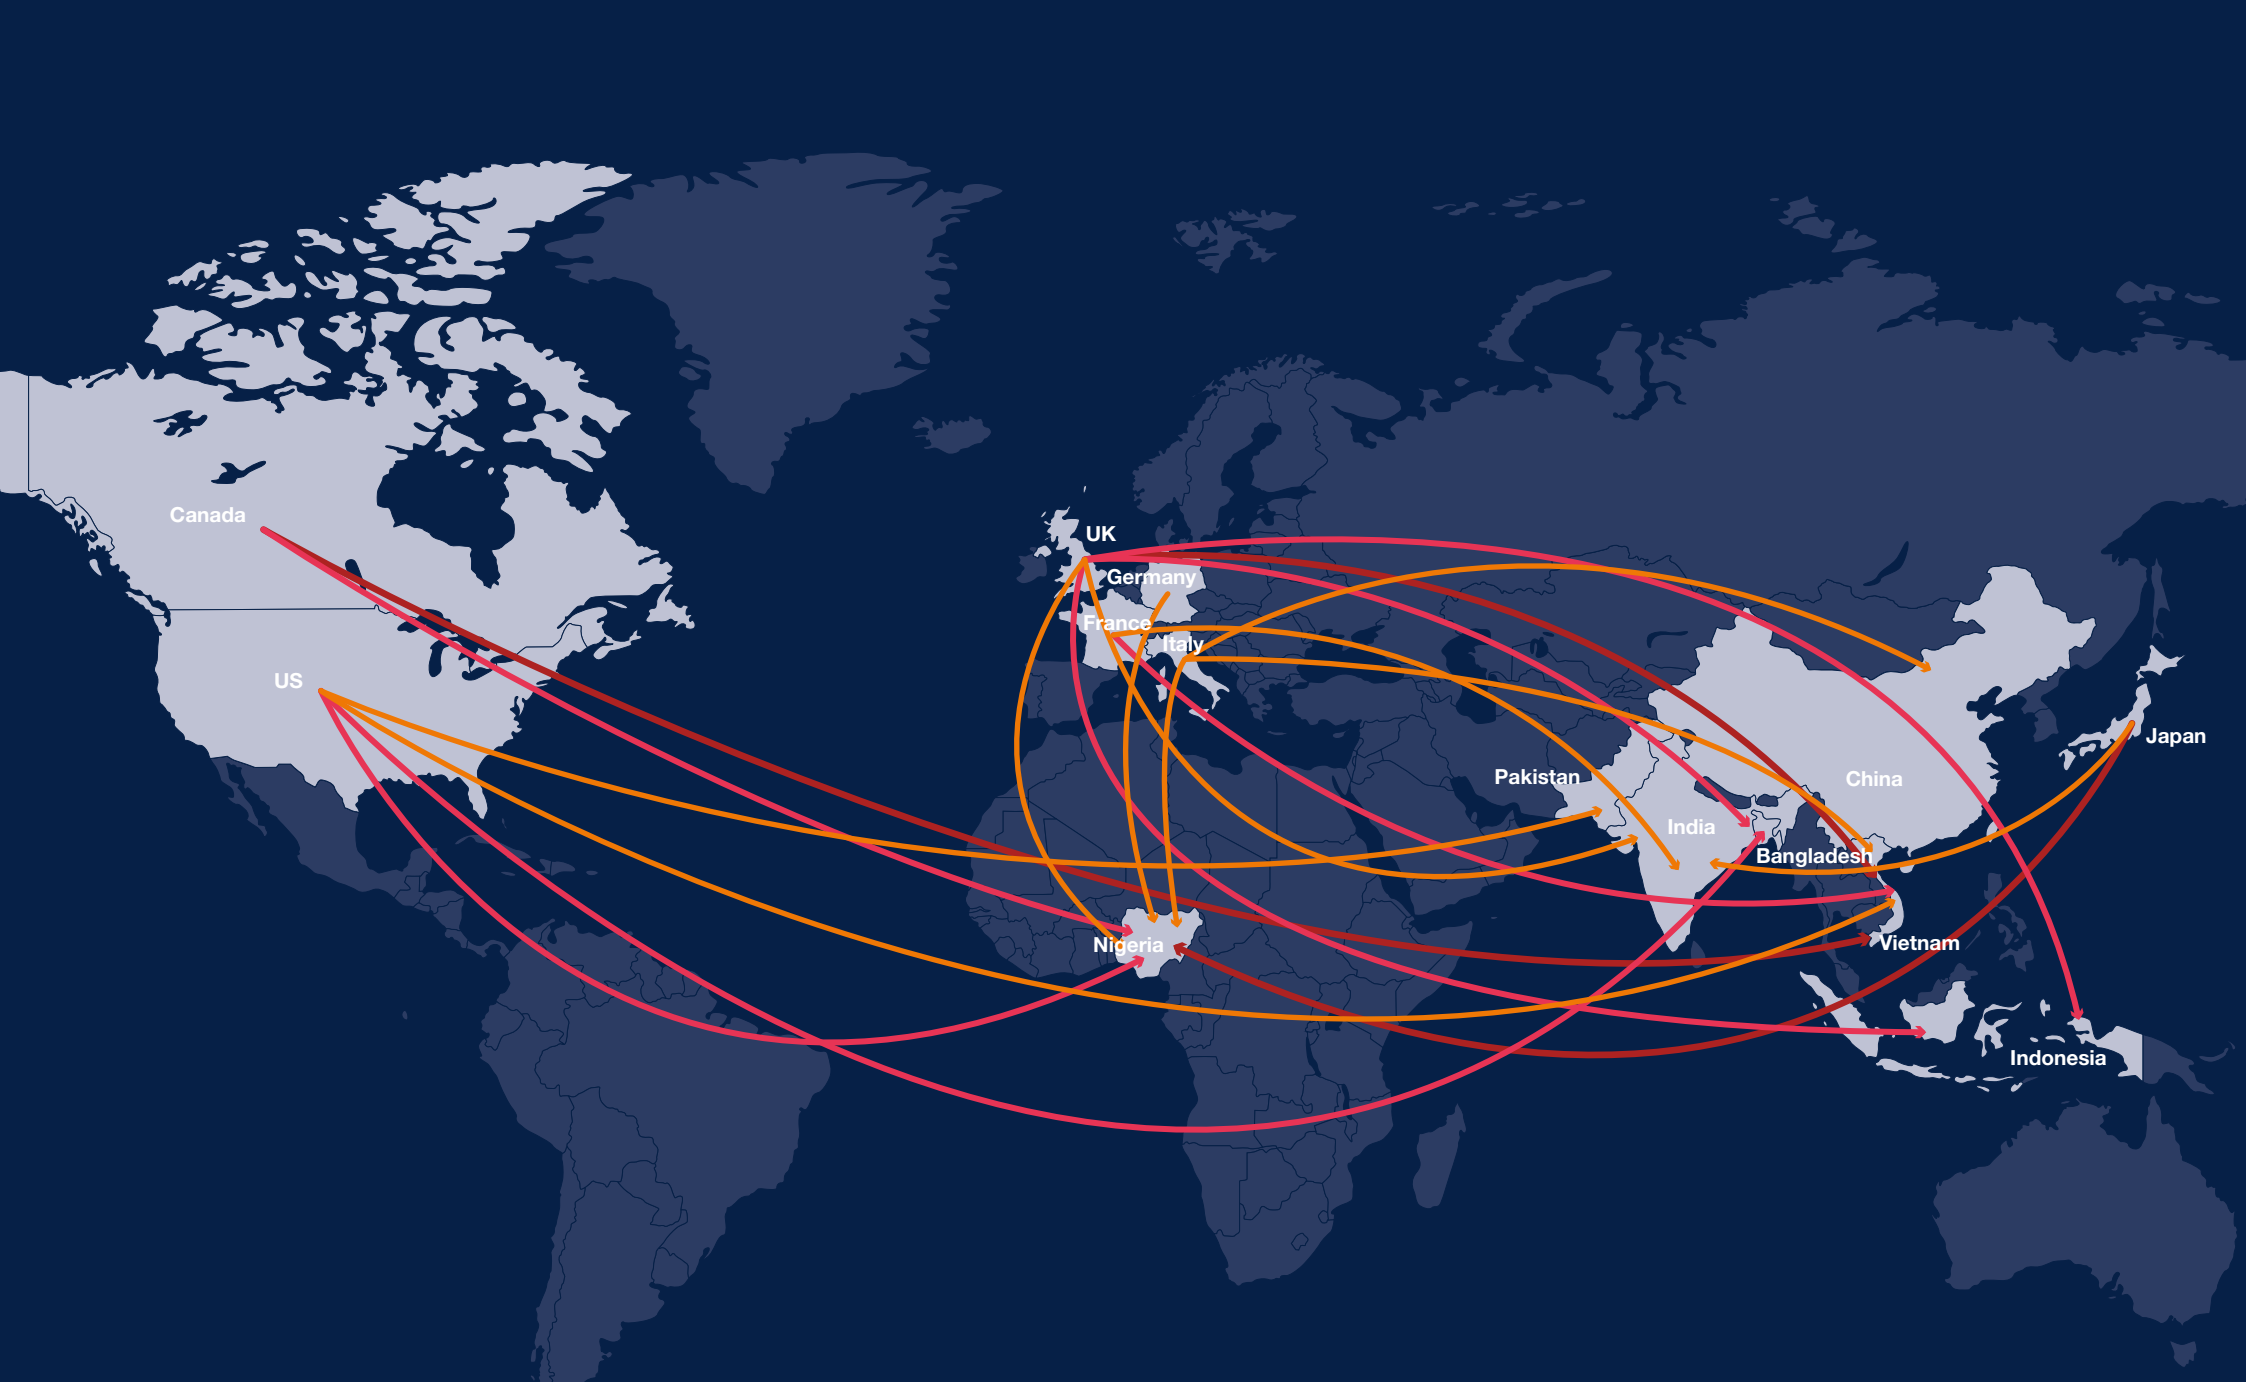 Canada
UK
Germany
France
Italy
US
Japan
Pakistan
China
India
Bangladesh
Nigeria
Vietnam
Indonesia